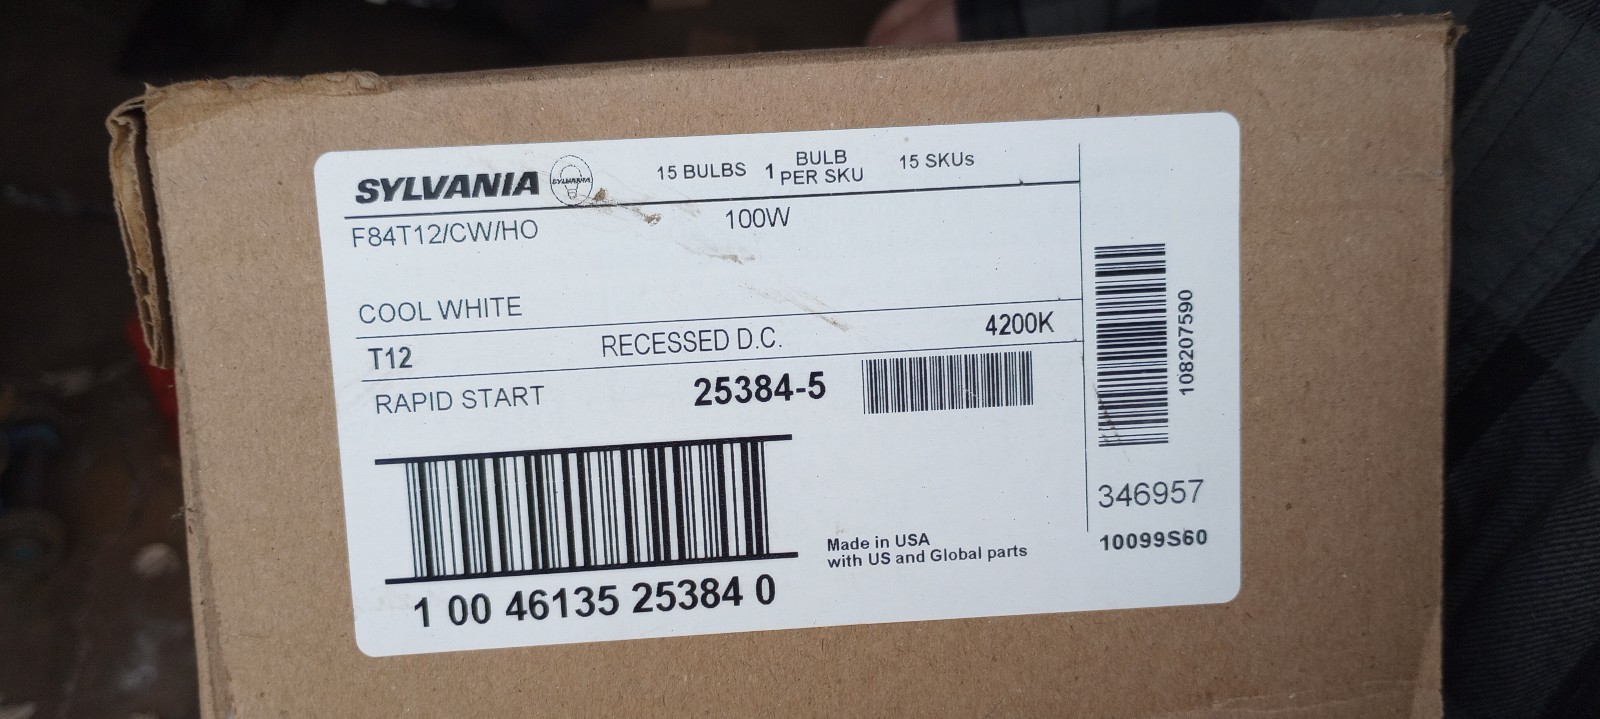 SYLVANIA SYLVANIA 15 BULBS 1 BULB PER SKU 15 SKUs
F84T12/CW/HO 100W
COOL WHITE
T12 RECESSED D.C. 4200K
RAPID START 25384-5
1 00 46135 25384 0
Made in USA
with US and Global parts
108207590
346957
10099S60